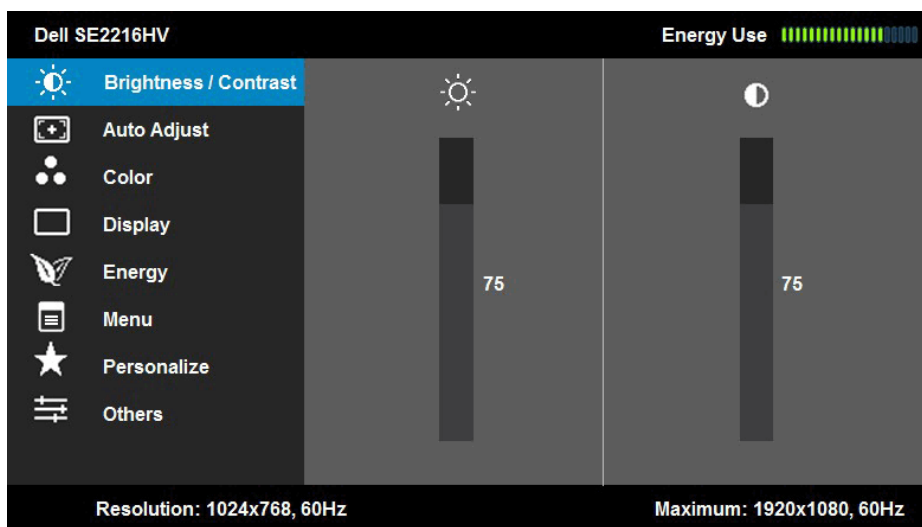 Dell SE2216HV Energy Use
Brightness / Contrast
Auto Adjust
Color
Display
Energy
75 75
Menu
Personalize
Others
Resolution: 1024x768, 60Hz Maximum: 1920x1080, 60Hz